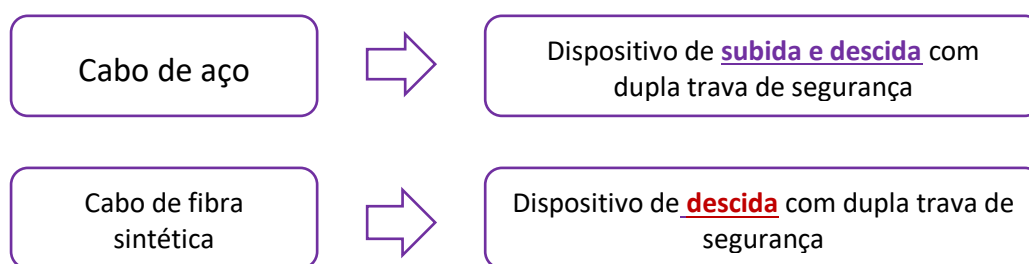 Cabo de aço
Dispositivo de subida e descida com
dupla trava de segurança
Cabo de fibra
sintética
Dispositivo de descida com dupla trava de
segurança